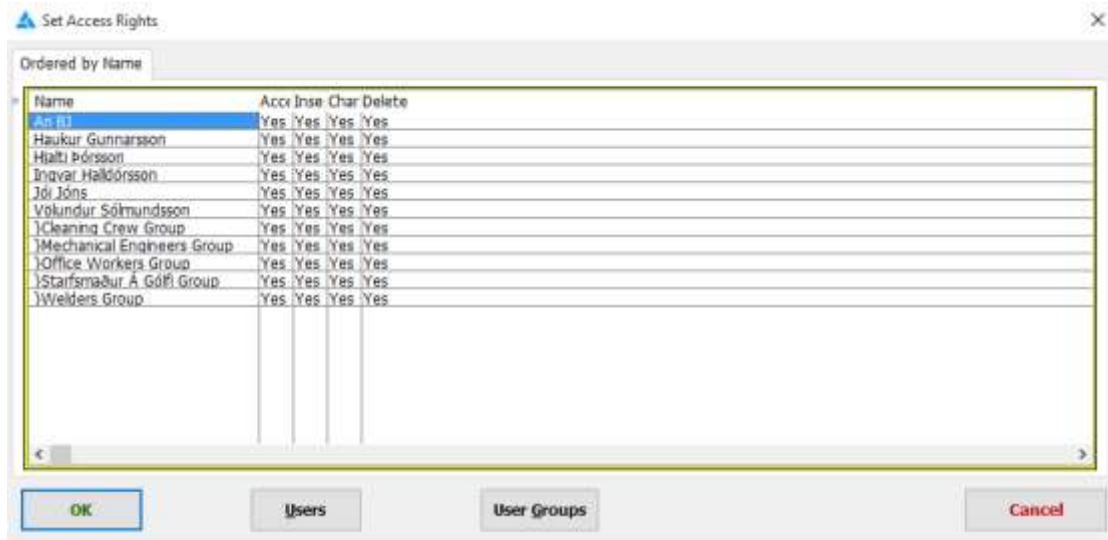 Set Access Rights
Ordered by Name
Name Acce Inse Char Delete
Ari BJ Yes Yes Yes Yes
Haukur Gunnarsson Yes Yes Yes Yes
Hjalti Þórsson Yes Yes Yes Yes
Ingvar Halldórsson Yes Yes Yes Yes
Jói Jóns Yes Yes Yes Yes
Völundur Sólmundsson Yes Yes Yes Yes
}Cleaning Crew Group Yes Yes Yes Yes
}Mechanical Engineers Group Yes Yes Yes Yes
}Office Workers Group Yes Yes Yes Yes
}Starfsmaður Á Gólfi Group Yes Yes Yes Yes
}Welders Group Yes Yes Yes Yes
OK Users User Groups Cancel